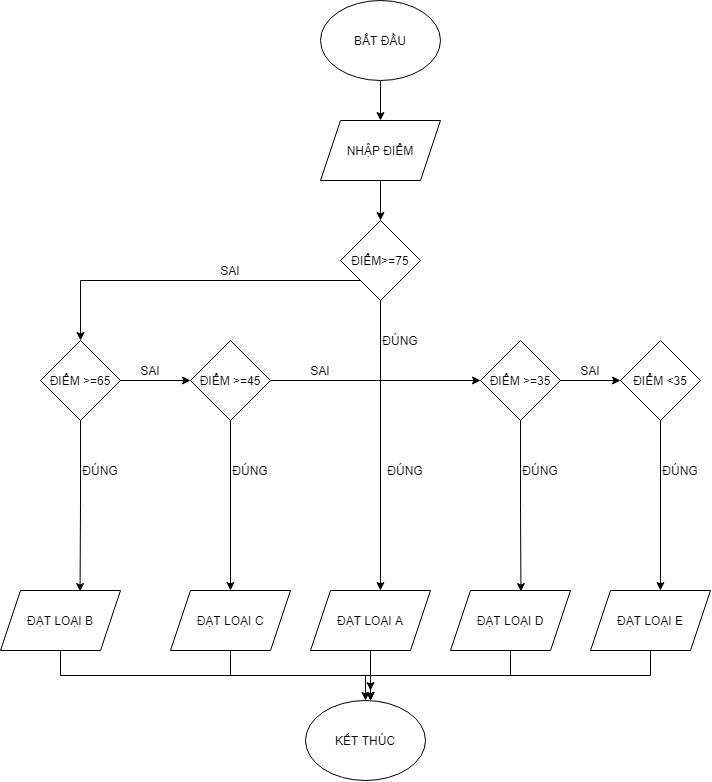 BẮT ĐẦU
NHẬP ĐIỂM
ĐIỂM>=75
SAI
ĐÚNG
ĐIỂM >=65
SAI
ĐIỂM >=45
SAI
ĐIỂM >=35
SAI
ĐIỂM <35
ĐÚNG
ĐÚNG
ĐÚNG
ĐÚNG
ĐÚNG
ĐẠT LOẠI B
ĐẠT LOẠI C
ĐẠT LOẠI A
ĐẠT LOẠI D
ĐẠT LOẠI E
KẾT THÚC